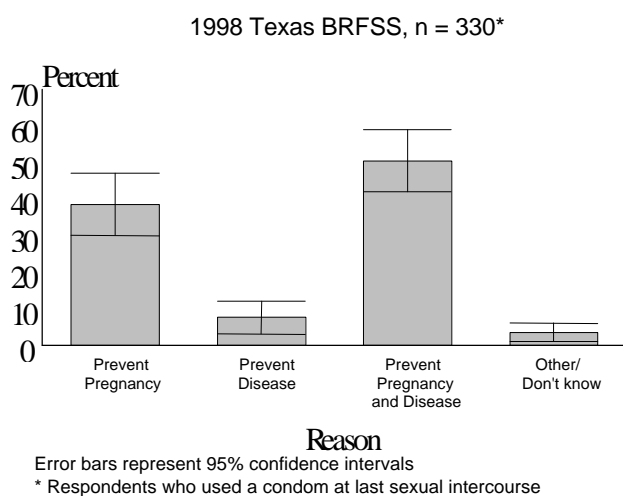 1998 Texas BRFSS, n = 330*
Percent
70
60
50
40
30
20
10
0
Prevent
Pregnancy
Prevent
Disease
Prevent
Pregnancy
and Disease
Other/
Don't know
Reason
Error bars represent 95% confidence intervals
* Respondents who used a condom at last sexual intercourse